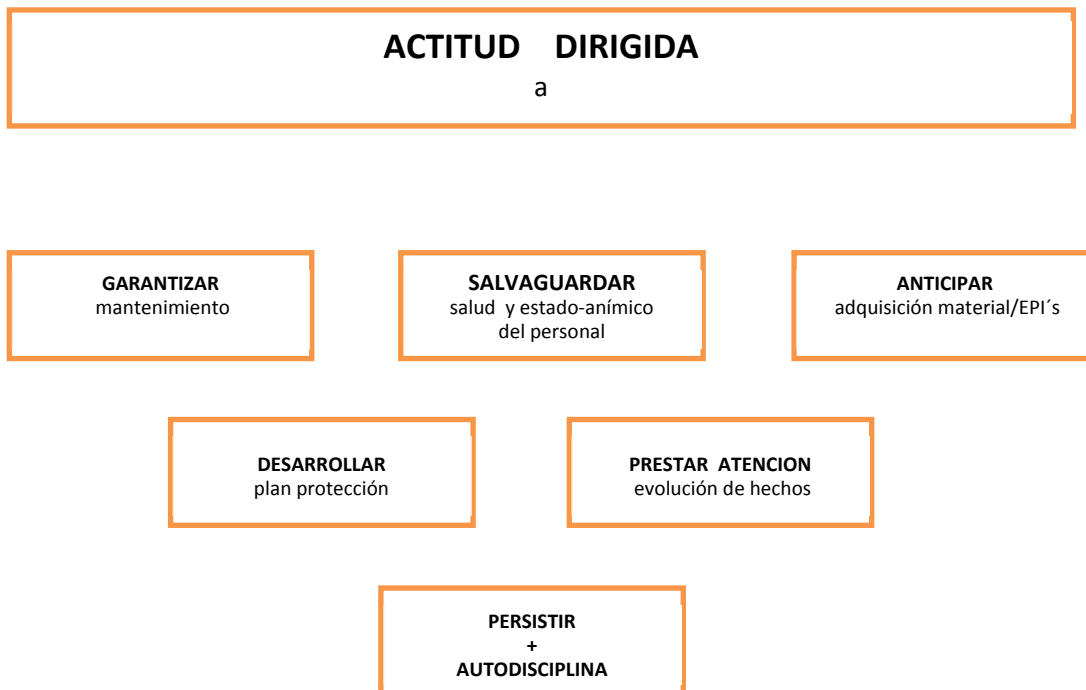 ACTITUD DIRIGIDA
a
GARANTIZAR
mantenimiento
SALVAGUARDAR
salud y estado-anímico
del personal
ANTICIPAR
adquisición material/EPI´s
DESARROLLAR
plan protección
PRESTAR ATENCION
evolución de hechos
PERSISTIR
+
AUTODISCIPLINA